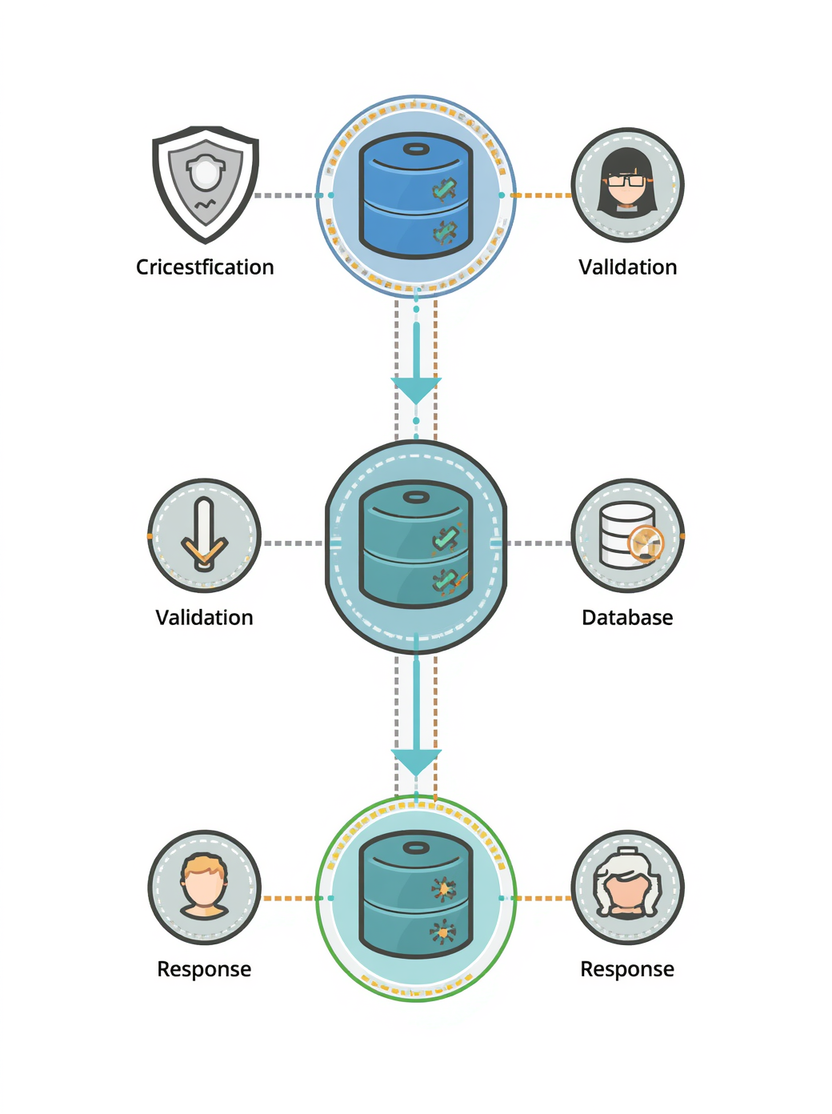 Cricestfication
Valldation
Validation
Database
Response
Response